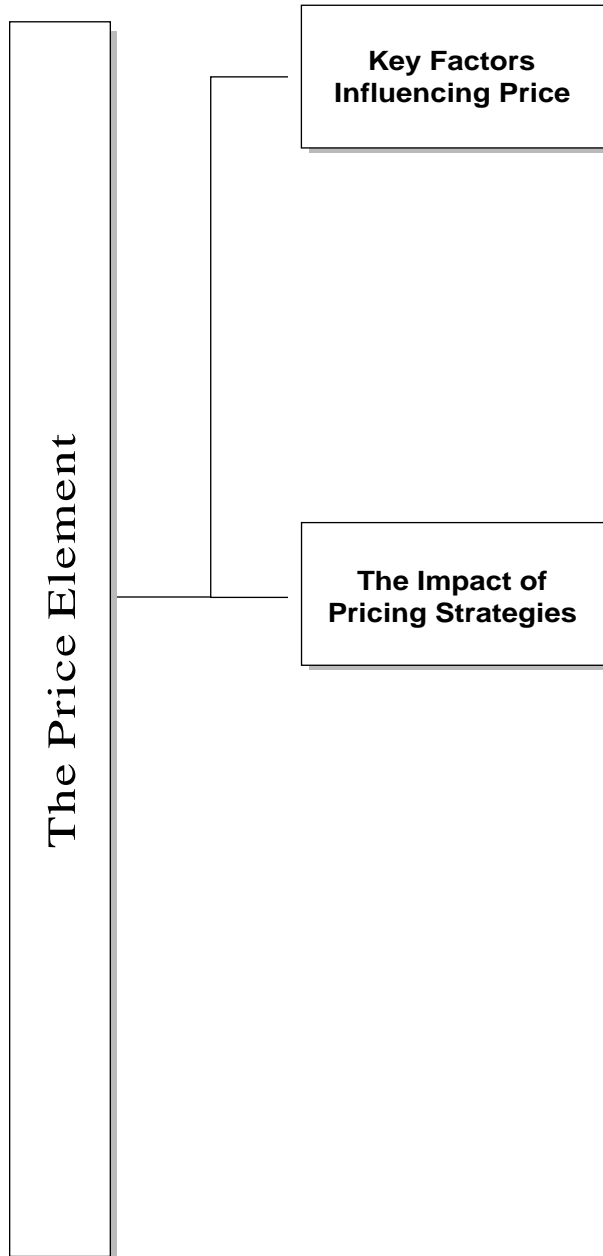 The Price Element
Key Factors
Influencing Price
The Impact of
Pricing Strategies